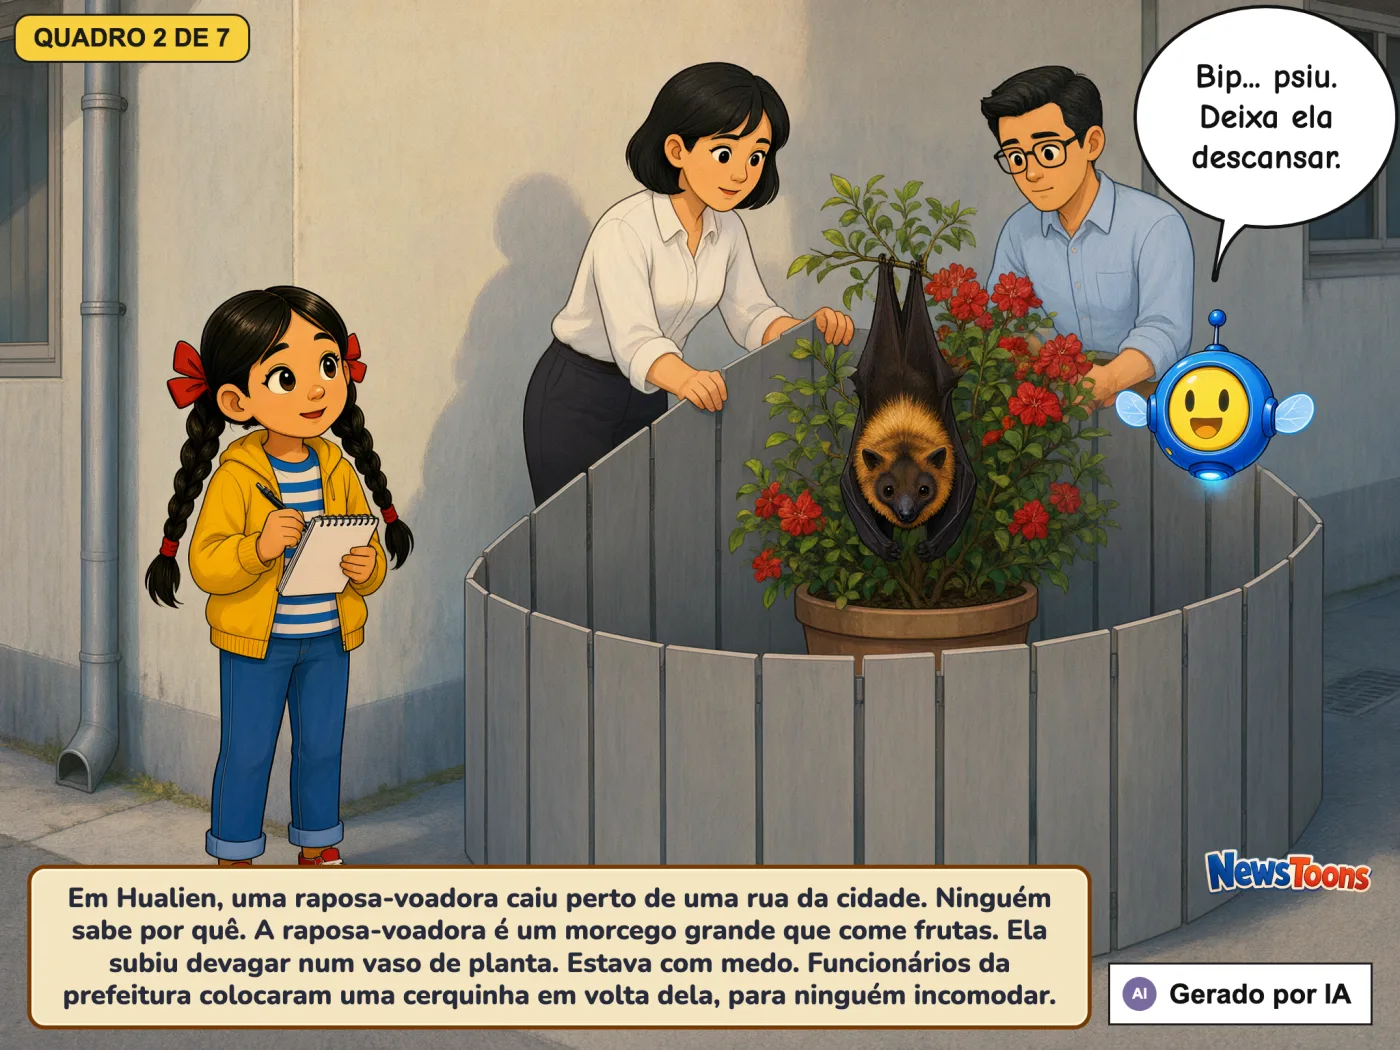 QUADRO 2 DE 7
Bip... psiu.
Deixa ela
descansar.
NewsToons
Em Hualien, uma raposa-voadora caiu perto de uma rua da cidade. Ninguém
sabe por quê. A raposa-voadora é um morcego grande que come frutas. Ela
subiu devagar num vaso de planta. Estava com medo. Funcionários da
prefeitura colocaram uma cerquinha em volta dela, para ninguém incomodar.
AI Gerado por IA